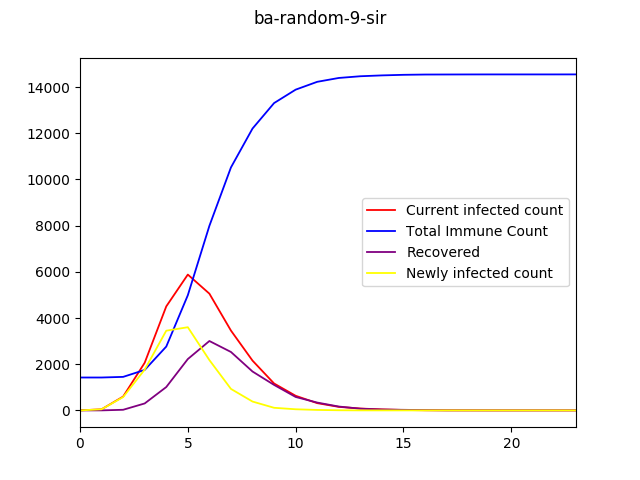 ba-random-9-sir
14000
12000
10000
8000
6000
4000
2000
0
Current infected count
Total Immune Count
Recovered
Newly infected count
0 5 10 15 20